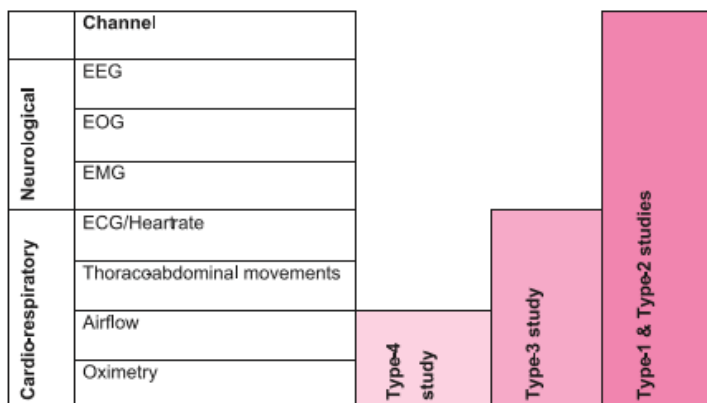 Channel
Neurological
EEG
EOG
EMG
Cardio-respiratory
ECG/Heartrate
Thoracoabdominal movements
Airflow
Oximetry
Type-4
study
Type-3 study
Type-1 & Type-2 studies